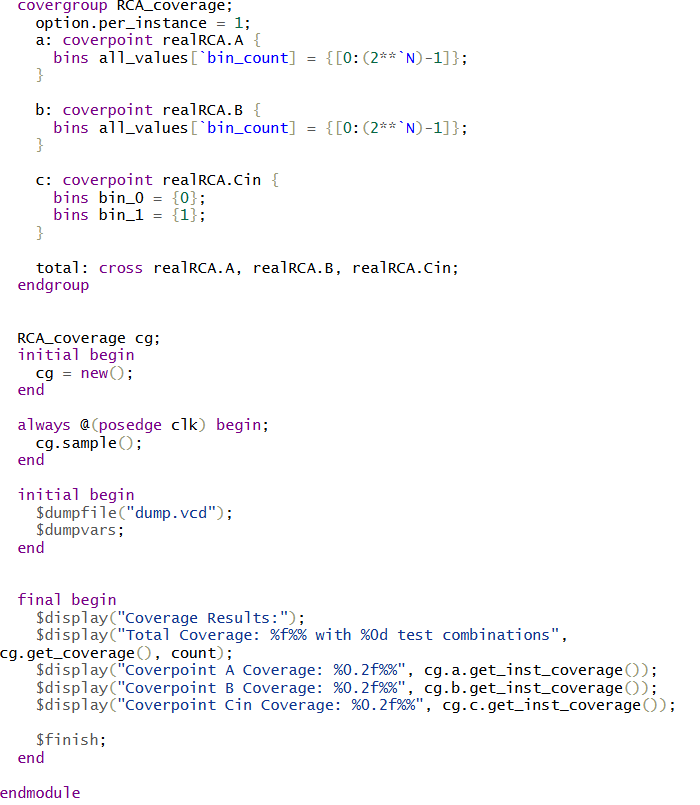 covergroup RCA_coverage;
option.per_instance = 1;
a: coverpoint realRCA.A {
bins all_values[`bin_count] = {[0:(2**`N)-1]};
}
b: coverpoint realRCA.B {
bins all_values[`bin_count] = {[0:(2**`N)-1]};
}
c: coverpoint realRCA.Cin {
bins bin_0 = {0};
bins bin_1 = {1};
}
total: cross realRCA.A, realRCA.B, realRCA.Cin;
endgroup
RCA_coverage cg;
initial begin
cg = new();
end
always @(posedge clk) begin;
cg.sample();
end
initial begin
$dumpfile("dump.vcd");
$dumpvars;
end
final begin
$display("Coverage Results:");
$display("Total Coverage: %f%% with %0d test combinations",
cg.get_coverage(), count);
$display("Coverpoint A Coverage: %0.2f%%", cg.a.get_inst_coverage());
$display("Coverpoint B Coverage: %0.2f%%", cg.b.get_inst_coverage());
$display("Coverpoint Cin Coverage: %0.2f%%", cg.c.get_inst_coverage());
$finish;
end
endmodule